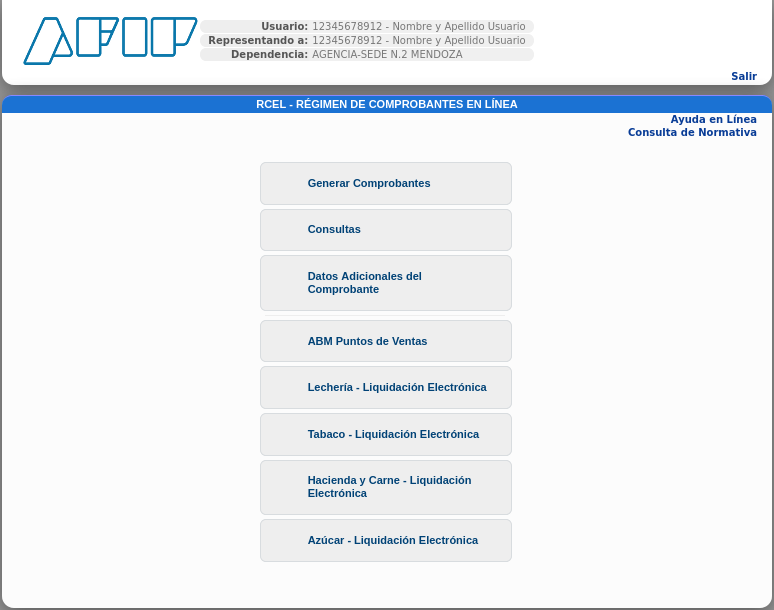 AFIP
Usuario: 12345678912 - Nombre y Apellido Usuario
Representando a: 12345678912 - Nombre y Apellido Usuario
Dependencia: AGENCIA-SEDE N.2 MENDOZA
Salir
RCEL - RÉGIMEN DE COMPROBANTES EN LÍNEA
Ayuda en Línea
Consulta de Normativa
Generar Comprobantes
Consultas
Datos Adicionales del
Comprobante
ABM Puntos de Ventas
Lechería - Liquidación Electrónica
Tabaco - Liquidación Electrónica
Hacienda y Carne - Liquidación
Electrónica
Azúcar - Liquidación Electrónica